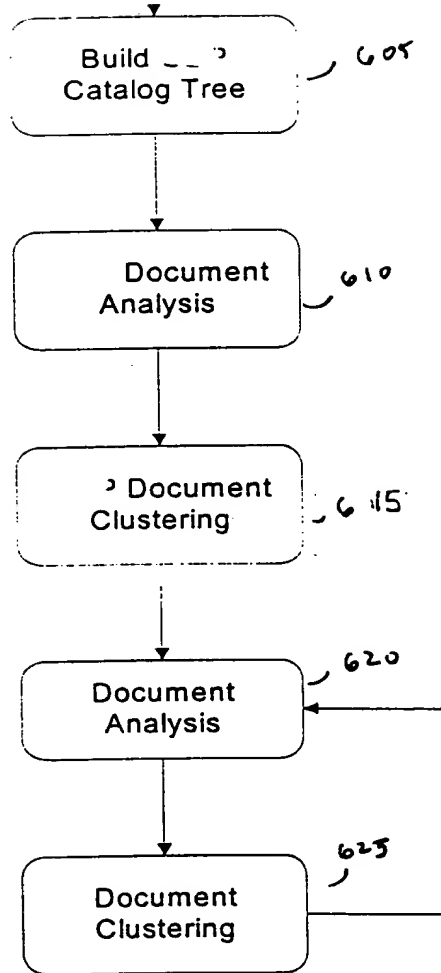 Build
Catalog Tree
605
Document
Analysis
610
Document
Clustering
615
Document
Analysis
620
Document
Clustering
625